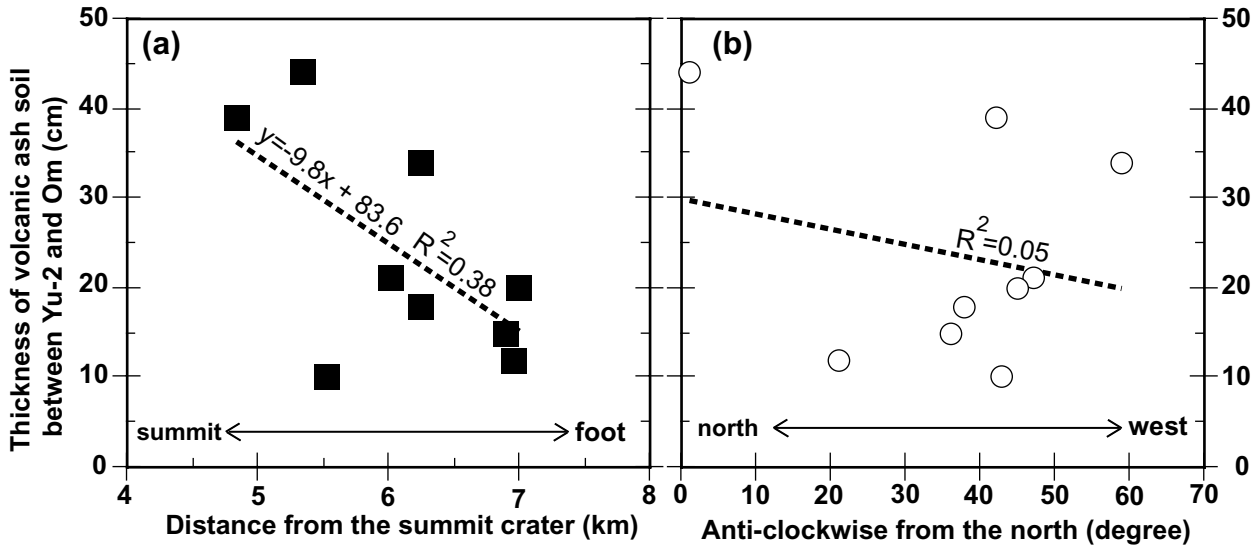 Thickness of volcanic ash soil
between Yu-2 and Om (cm)
50
40
30
20
10
0
(a)
y=-9.8x + 83.6 R²=0.38
summit
foot
4
5
6
7
8
Distance from the summit crater (km)
(b)
R²=0.05
north
west
0
10
20
30
40
50
60
70
Anti-clockwise from the north (degree)
50
40
30
20
10
0